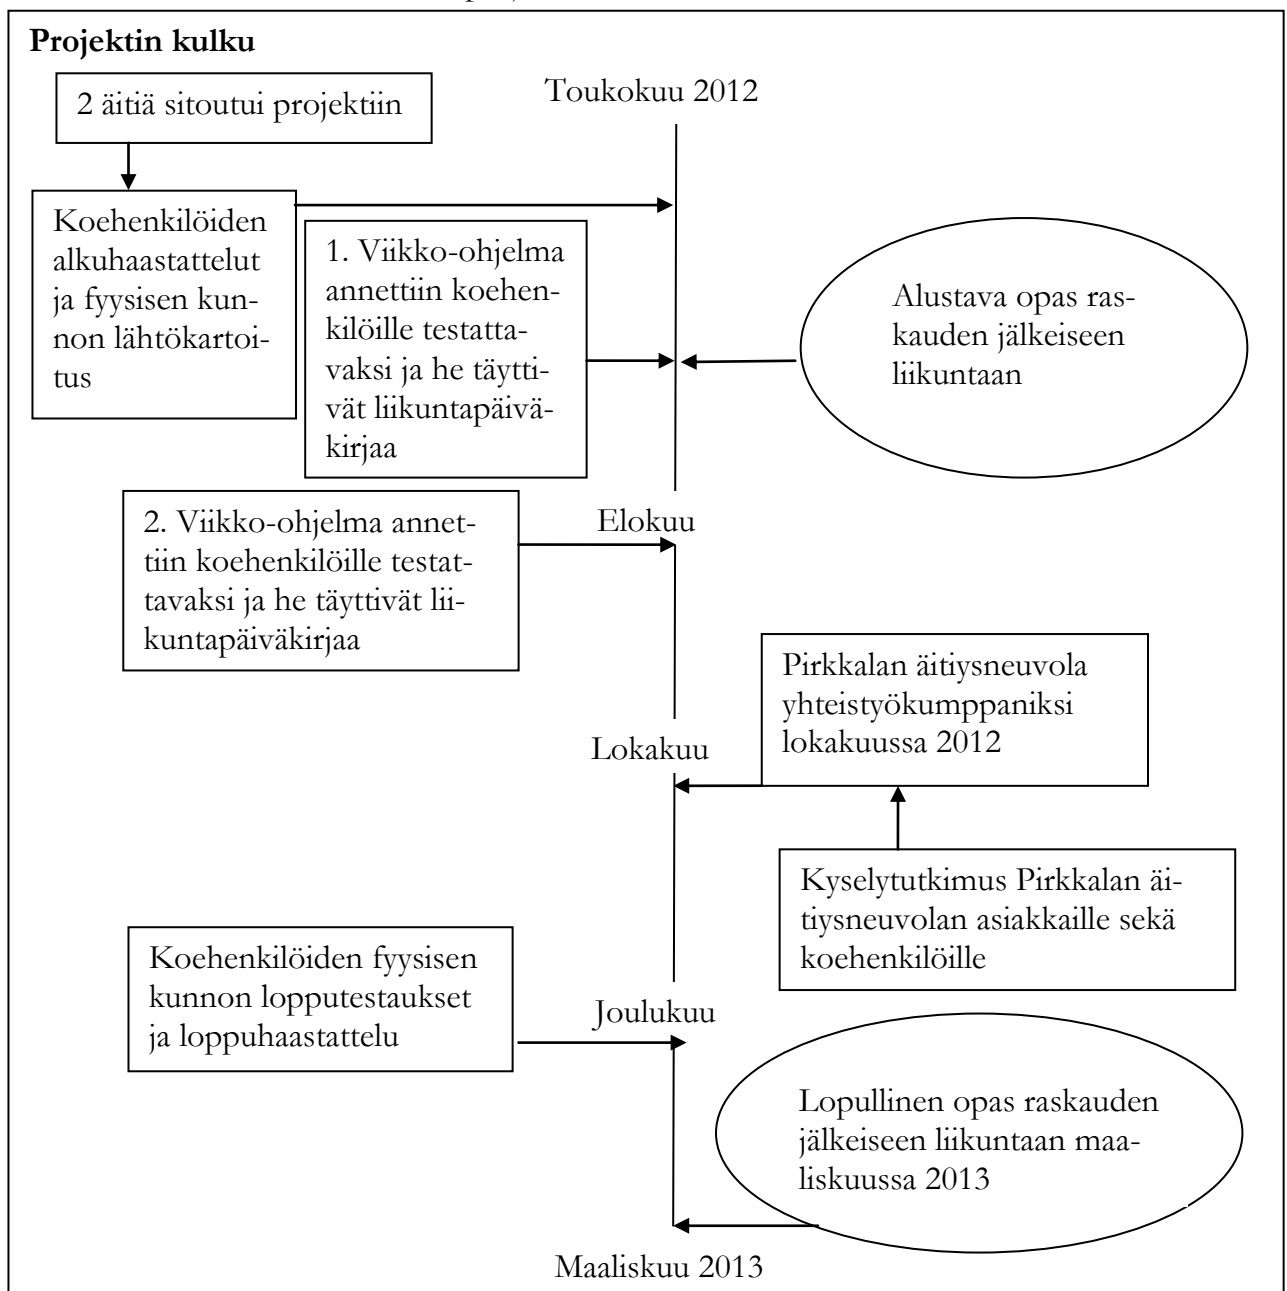 Projektin kulku
2 äitiä sitoutui projektiin
Toukokuu 2012
Koehenkilöiden
alkuhaastattelut
ja fyysisen kun-
non lähtökartoi-
tus
1. Viikko-ohjelma
annettiin koehen-
kilöille testatta-
vaksi ja he täytti-
vät liikuntapäivä-
kirjaa
Alustava opas ras-
kauden jälkeiseen
liikuntaan
2. Viikko-ohjelma annet-
tiin koehenkilöille testat-
tavaksi ja he täyttivät lii-
kuntapäiväkirjaa
Elokuu
Pirkkalan äitiysneuvola
yhteistyökumppaniksi
lokakuussa 2012
Lokakuu
Kyselytutkimus Pirkkalan äi-
tiysneuvolan asiakkaille sekä
koehenkilöille
Koehenkilöiden fyysisen
kunnon lopputestaukset
ja loppuhaastattelu
Joulukuu
Lopullinen opas raskauden
jälkeiseen liikuntaan maa-
liskuussa 2013
Maaliskuu 2013